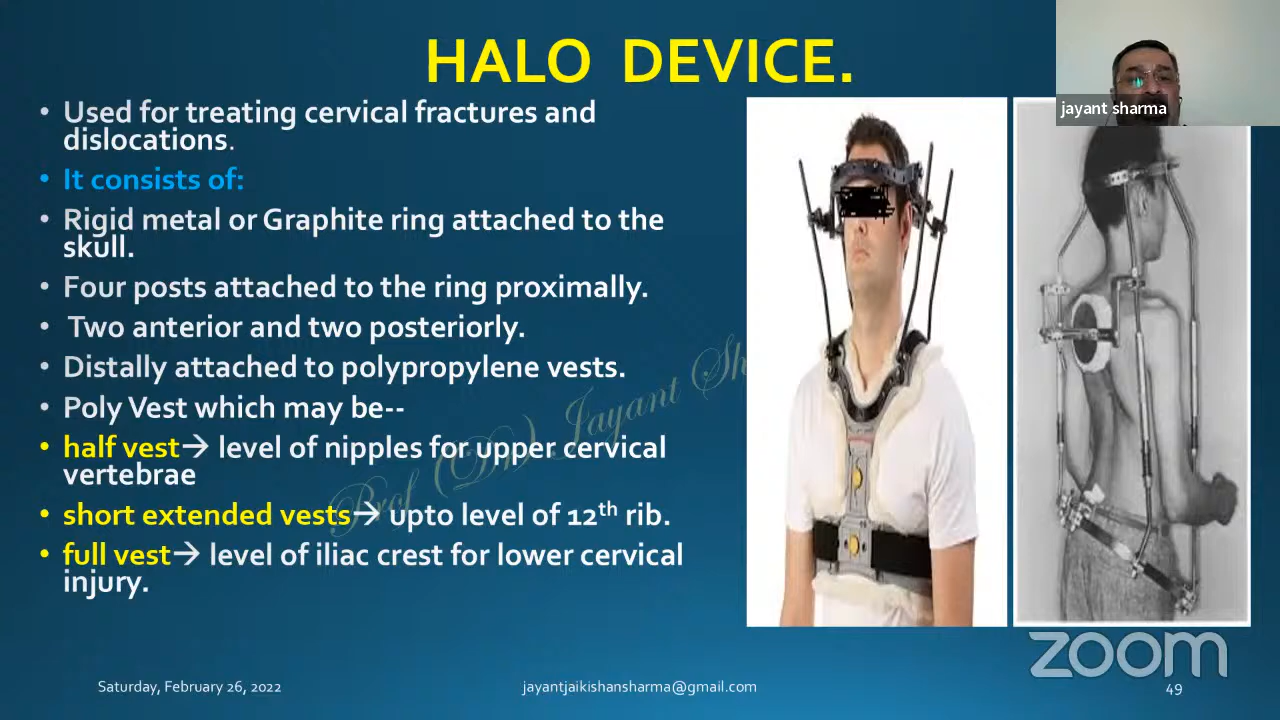 HALO DEVICE.
jayant sharma
• Used for treating cervical fractures and
dislocations.
• It consists of:
• Rigid metal or Graphite ring attached to the
skull.
• Four posts attached to the ring proximally.
• Two anterior and two posteriorly.
• Distally attached to polypropylene vests.
• Poly Vest which may be--
• half vest→ level of nipples for upper cervical
vertebrae
• short extended vests→ upto level of 12th rib.
• full vest→ level of iliac crest for lower cervical
injury.
Prof (Dr) Jayant Sh
zoom
Saturday, February 26, 2022
jayantjaikishansharma@gmail.com
49